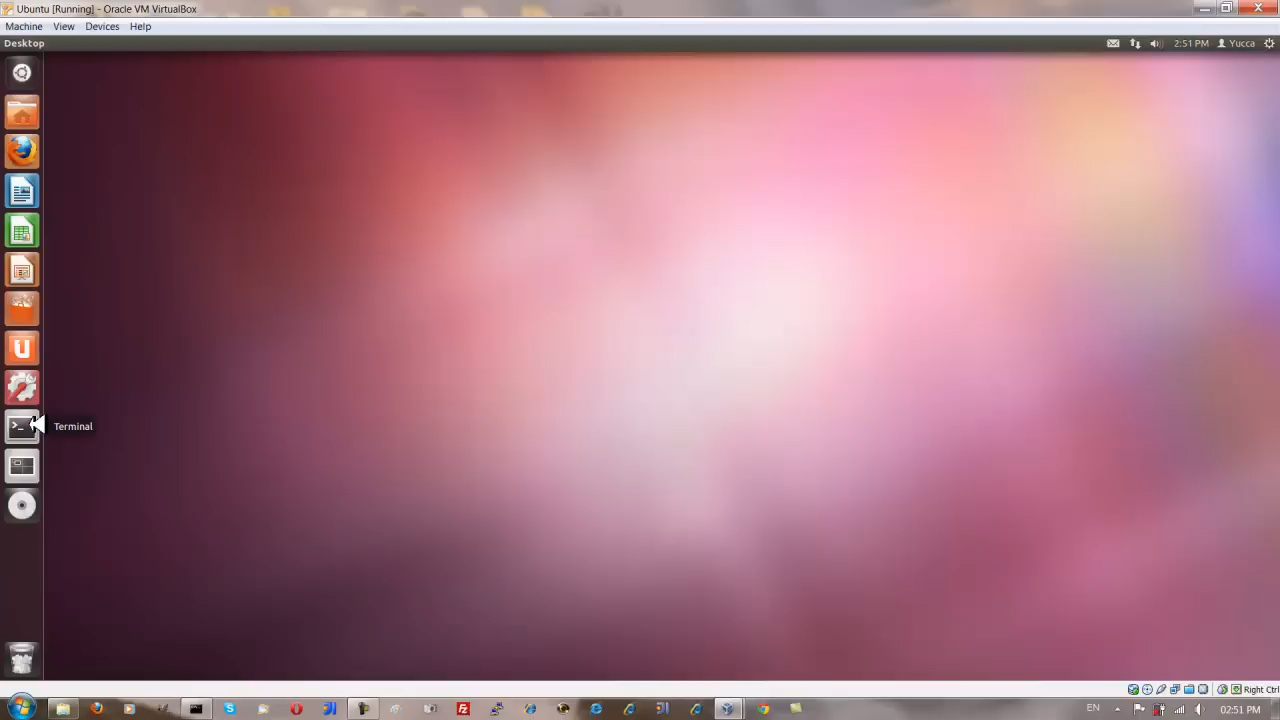 Ubuntu [Running] - Oracle VM VirtualBox
Machine View Devices Help
Desktop 2:51 PM Yucca
Terminal
Right Ctrl
EN 02:51 PM